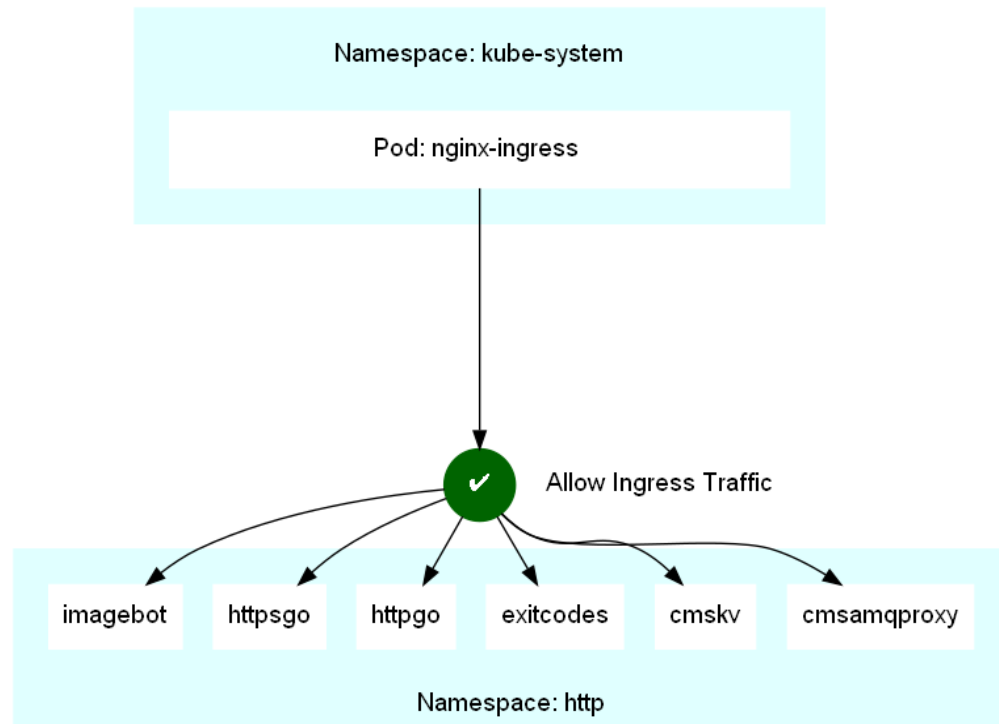 Namespace: kube-system
Pod: nginx-ingress
✔
Allow Ingress Traffic
imagebot
httpsgo
httpgo
exitcodes
cmskv
cmsamqproxy
Namespace: http